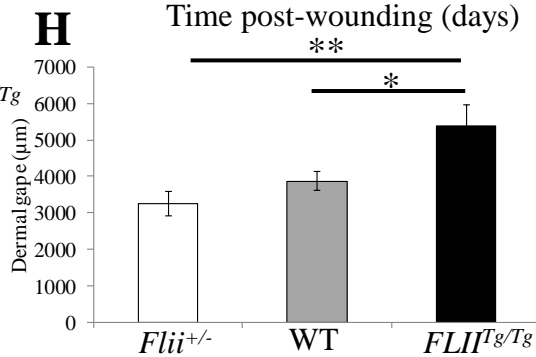 Time post-wounding (days)
H
**
*
Tg
Dermal gape (µm)
7000
6000
5000
4000
3000
2000
1000
0
Flii+/-
WT
FLIITg/Tg